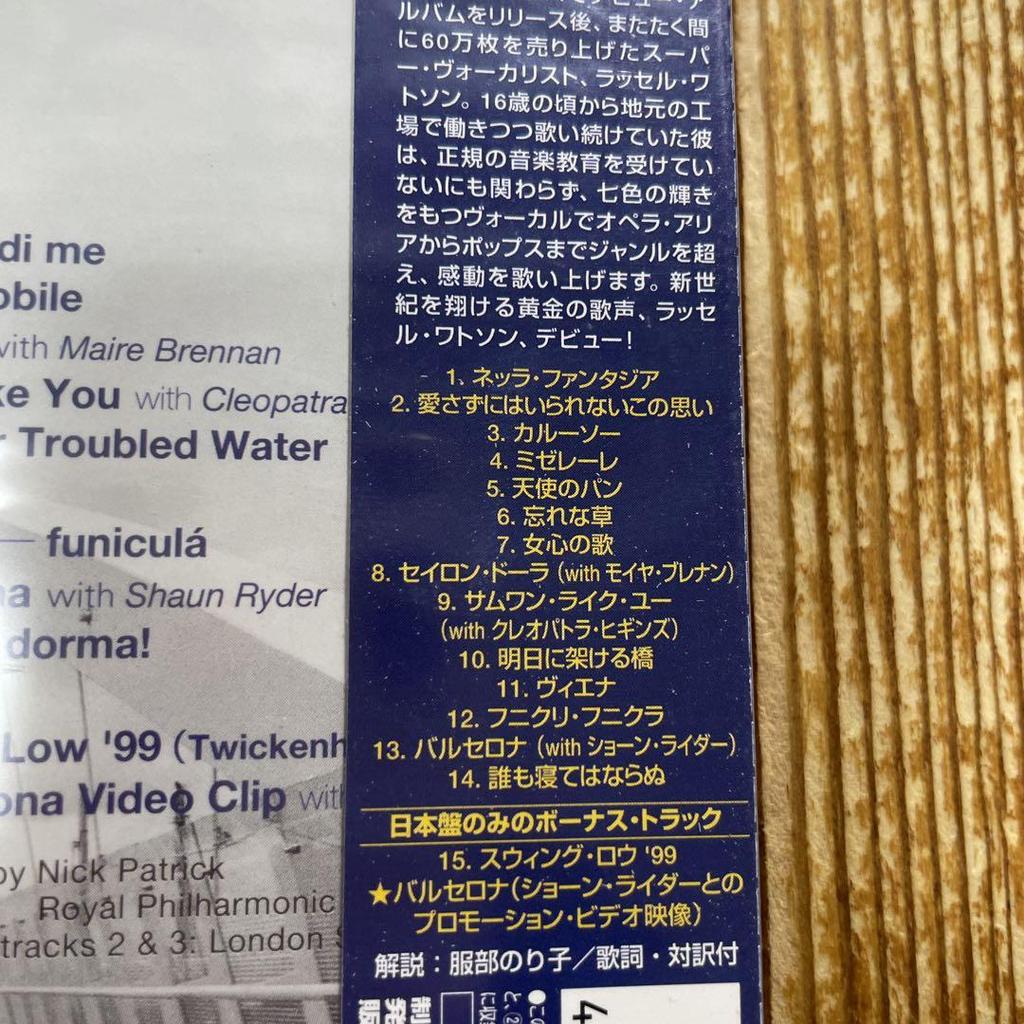 di me
obile
with Maire Brennan
ke You with Cleopatra
r Troubled Water
funiculá
na with Shaun Ryder
dorma!
Low '99 (Twickenh
ona Video Clip with
by Nick Patrick
Royal Philharmonic
tracks 2 & 3: London
ルバムをリリース後、またたく間
に60万枚を売り上げたスーパ
ー・ヴォーカリスト、ラッセル・ワ
トソン。16歳の頃から地元の工
場で働きつつ歌い続けていた彼
は、正規の音楽教育を受けてい
ないにも関わらず、七色の輝き
をもつヴォーカルでオペラ・アリ
アからポップスまでジャンルを超
え、感動を歌い上げます。新世
紀を翔ける黄金の歌声、ラッセ
ル・ワトソン、デビュー!
1. ネッラ・ファンタジア
2. 愛さずにはいられないこの思い
3. カルーソー
4. ミゼレーレ
5. 天使のパン
6. 忘れな草
7. 女心の歌
8. セイロン・ドーラ (with モイヤ・ブレナン)
9. サムワン・ライク・ユー
(with クレオパトラ・ヒギンズ)
10. 明日に架ける橋
11. ヴィエナ
12. フニクリ・フニクラ
13. バルセロナ (with ショーン・ライダー)
14. 誰も寝てはならぬ
日本盤のみのボーナス・トラック
15. スウィング・ロウ '99
★バルセロナ(ショーン・ライダーとの
プロモーション・ビデオ映像)
解説：服部のり子／歌詞・対訳付